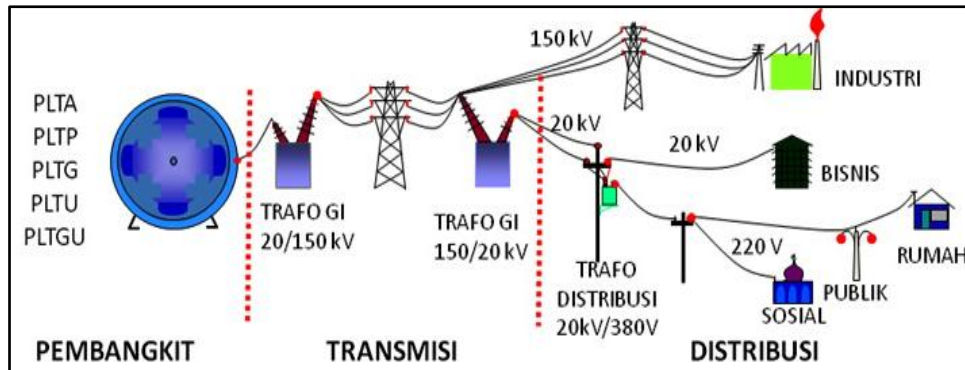 PLTA
PLTP
PLTG
PLTU
PLTGU
TRAFO GI
20/150 kV
TRAFO GI
150/20 kV
150 kV
INDUSTRI
20 kV
20 kV
BISNIS
TRAFO
DISTRIBUSI
20kV/380V
220 V
RUMAH
PUBLIK
SOSIAL
PEMBANGKIT
TRANSMISI
DISTRIBUSI